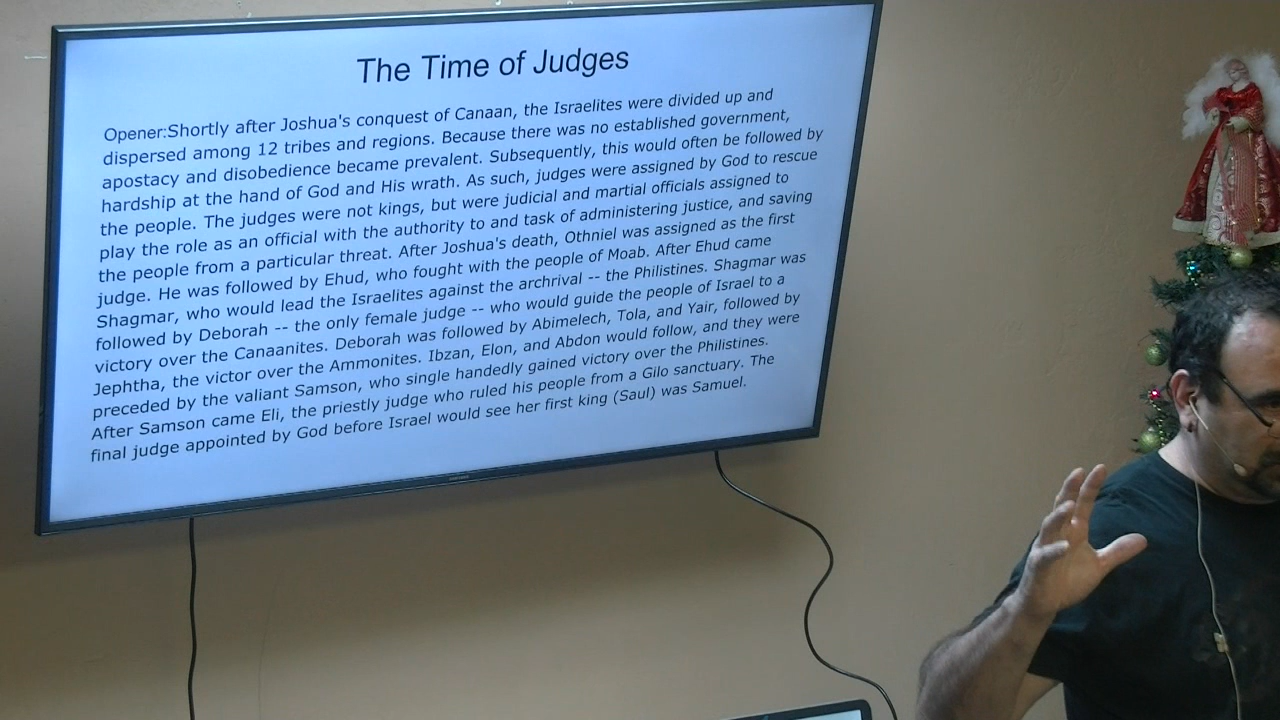 The Time of Judges
Opener:Shortly after Joshua's conquest of Canaan, the Israelites were divided up and
dispersed among 12 tribes and regions. Because there was no established government,
apostacy and disobedience became prevalent. Subsequently, this would often be followed by
hardship at the hand of God and His wrath. As such, judges were assigned by God to rescue
the people. The judges were not kings, but were judicial and martial officials assigned to
play the role as an official with the authority to and task of administering justice, and saving
the people from a particular threat. After Joshua's death, Othniel was assigned as the first
judge. He was followed by Ehud, who fought with the people of Moab. After Ehud came
Shagmar, who would lead the Israelites against the archrival -- the Philistines. Shagmar was
followed by Deborah -- the only female judge -- who would guide the people of Israel to a
victory over the Canaanites. Deborah was followed by Abimelech, Tola, and Yair, followed by
Jephtha, the victor over the Ammonites. Ibzan, Elon, and Abdon would follow, and they were
preceded by the valiant Samson, who single handedly gained victory over the Philistines.
After Samson came Eli, the priestly judge who ruled his people from a Gilo sanctuary. The
final judge appointed by God before Israel would see her first king (Saul) was Samuel.